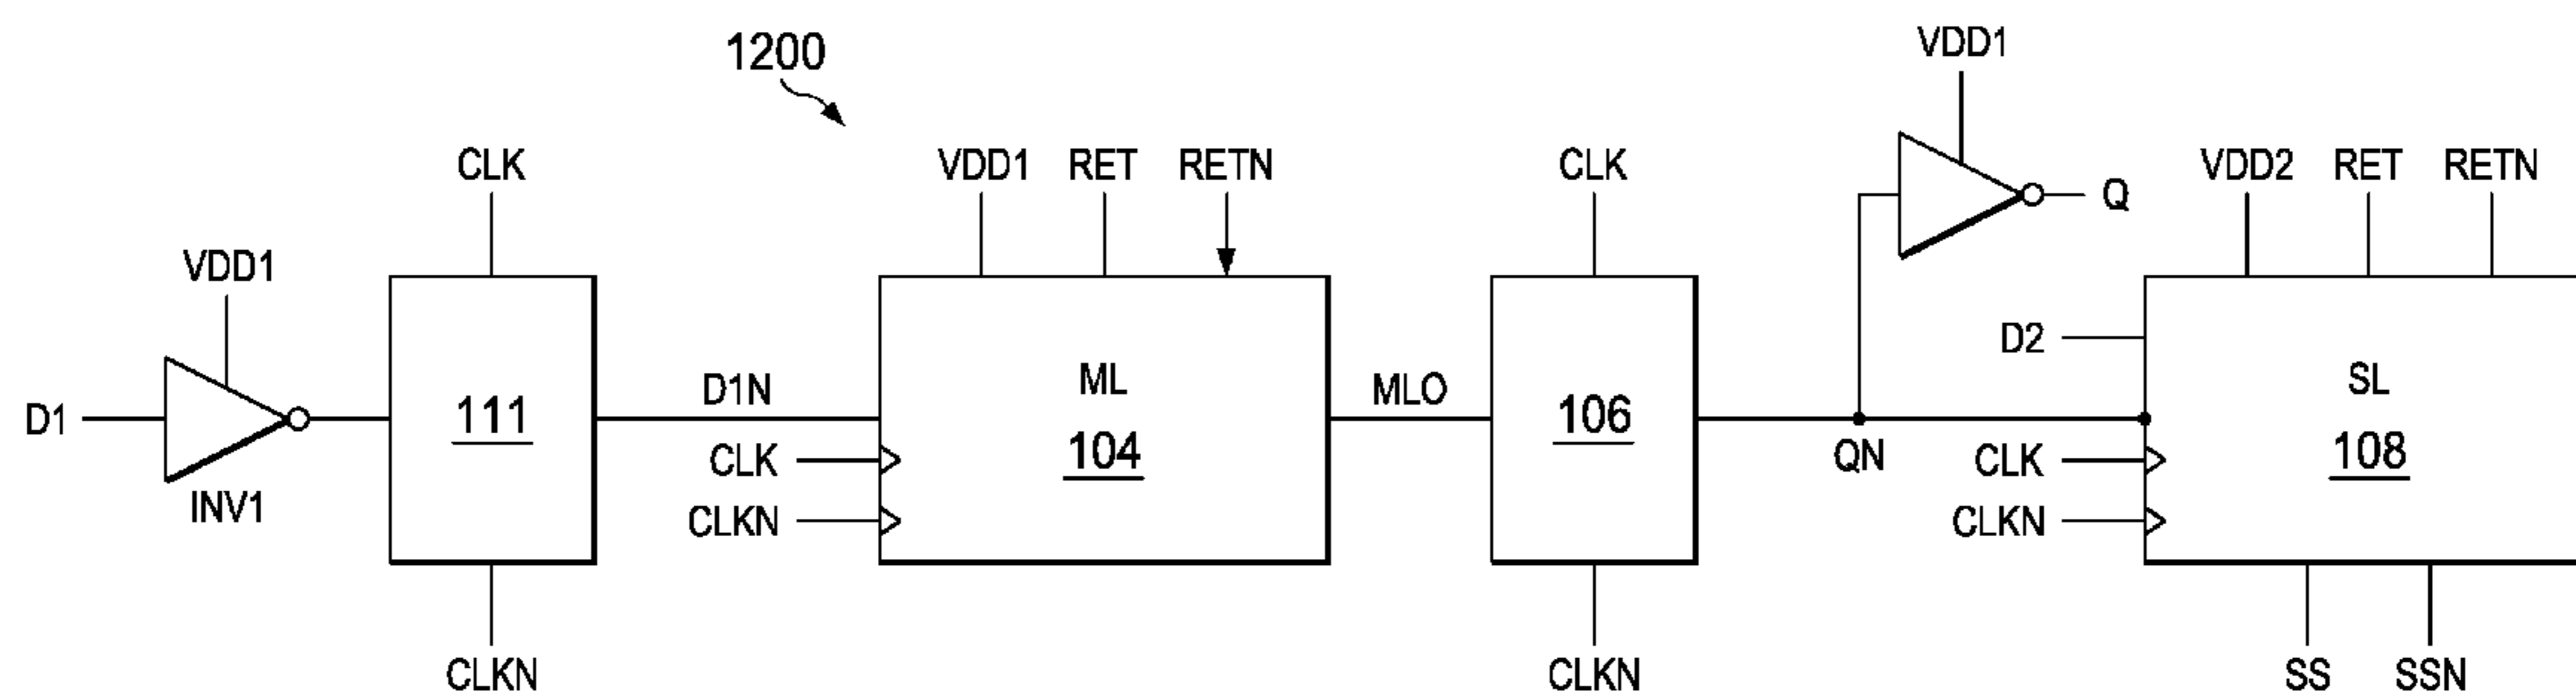 1200
VDD1
CLK
VDD1 RET RETN
CLK
Q
VDD2 RET RETN
VDD1
D2
D1
111
D1N
ML
MLO
106
SL
CLK
104
QN
CLK
108
INV1
CLKN
CLKN
CLKN
CLKN
SS SSN